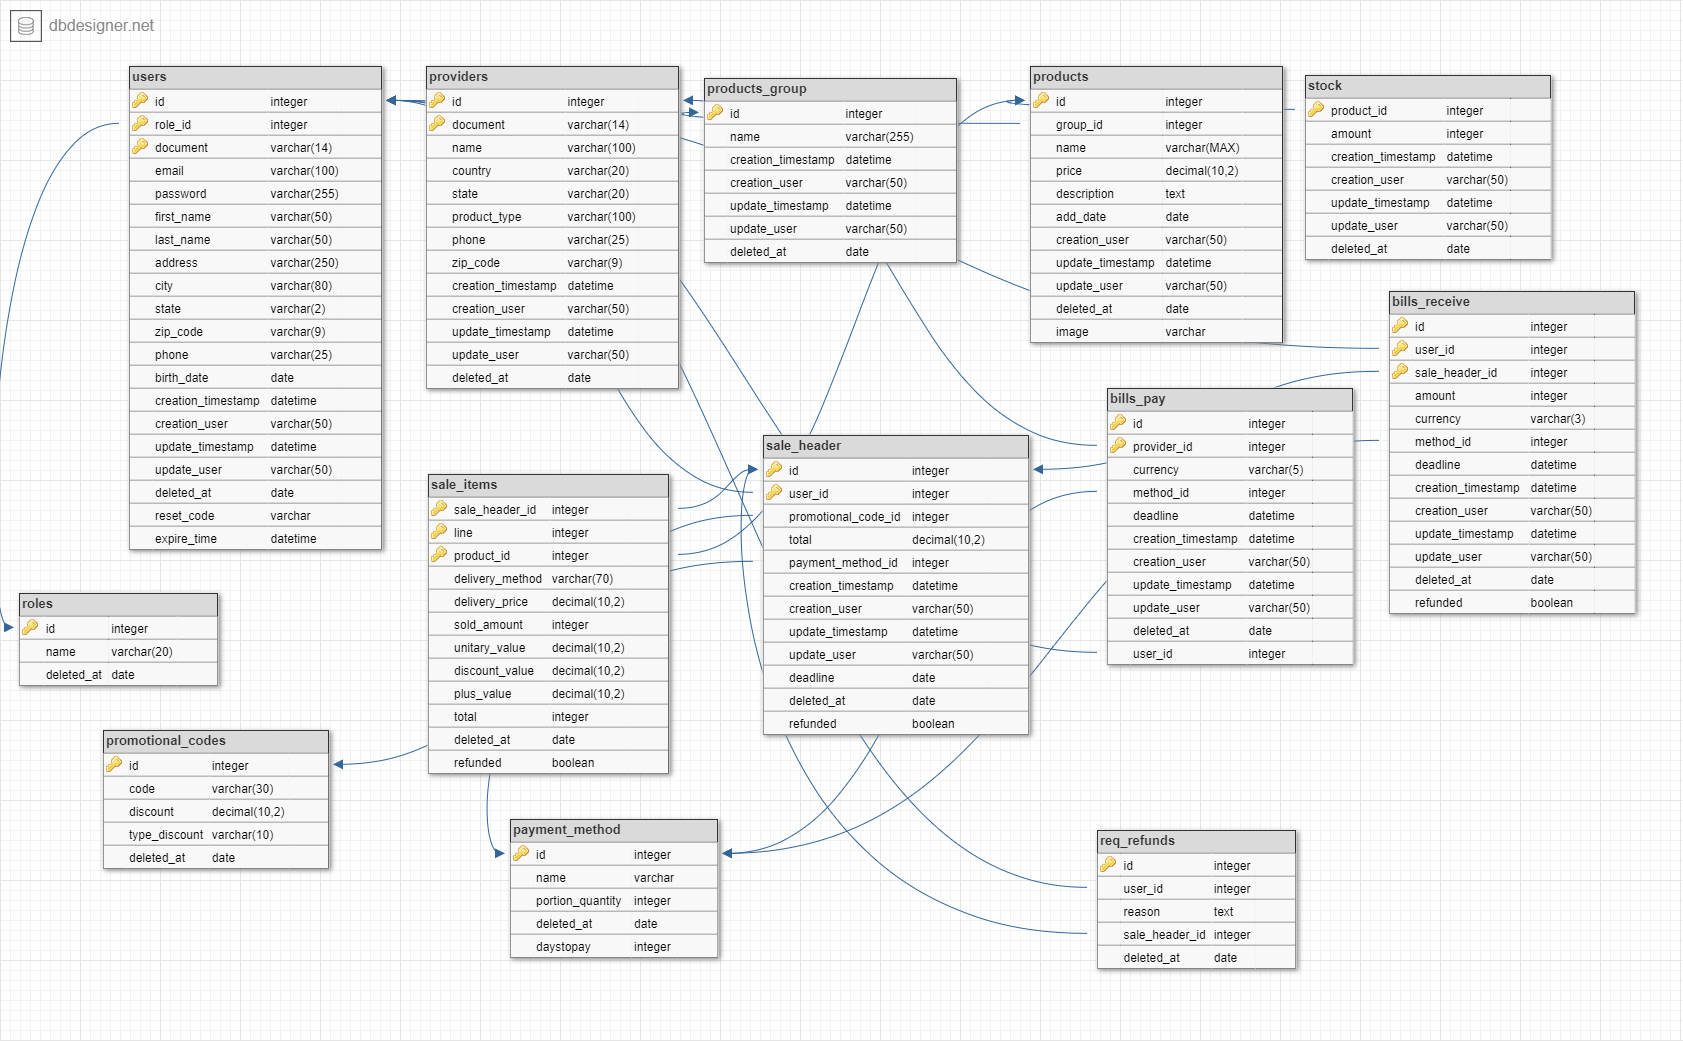 dbdesigner.net
users
id integer
role_id integer
document varchar(14)
email varchar(100)
password varchar(255)
first_name varchar(50)
last_name varchar(50)
address varchar(250)
city varchar(80)
state varchar(2)
zip_code varchar(9)
phone varchar(25)
birth_date date
creation_timestamp datetime
creation_user varchar(50)
update_timestamp datetime
update_user varchar(50)
deleted_at date
reset_code varchar
expire_time datetime
providers
id integer
document varchar(14)
name varchar(100)
country varchar(20)
state varchar(20)
product_type varchar(100)
phone varchar(25)
zip_code varchar(9)
creation_timestamp datetime
creation_user varchar(50)
update_timestamp datetime
update_user varchar(50)
deleted_at date
products_group
id integer
name varchar(255)
creation_timestamp datetime
creation_user varchar(50)
update_timestamp datetime
update_user varchar(50)
deleted_at date
products
id integer
group_id integer
name varchar(MAX)
price decimal(10,2)
description text
add_date date
creation_user varchar(50)
update_timestamp datetime
update_user varchar(50)
deleted_at date
image varchar
stock
product_id integer
amount integer
creation_timestamp datetime
creation_user varchar(50)
update_timestamp datetime
update_user varchar(50)
deleted_at date
bills_receive
id integer
user_id integer
sale_header_id integer
amount integer
currency varchar(3)
method_id integer
deadline datetime
creation_timestamp datetime
creation_user varchar(50)
update_timestamp datetime
update_user varchar(50)
deleted_at date
refunded boolean
bills_pay
id integer
provider_id integer
currency varchar(5)
method_id integer
deadline datetime
creation_timestamp datetime
creation_user varchar(50)
update_timestamp datetime
update_user varchar(50)
deleted_at date
user_id integer
sale_header
id integer
user_id integer
promotional_code_id integer
total decimal(10,2)
payment_method_id integer
creation_timestamp datetime
creation_user varchar(50)
update_timestamp datetime
update_user varchar(50)
deadline date
deleted_at date
refunded boolean
sale_items
sale_header_id integer
line integer
product_id integer
delivery_method varchar(70)
delivery_price decimal(10,2)
sold_amount integer
unitary_value decimal(10,2)
discount_value decimal(10,2)
plus_value decimal(10,2)
total integer
deleted_at date
refunded boolean
roles
id integer
name varchar(20)
deleted_at date
promotional_codes
id integer
code varchar(30)
discount decimal(10,2)
type_discount varchar(10)
deleted_at date
payment_method
id integer
name varchar
portion_quantity integer
deleted_at date
daystopay integer
req_refunds
id integer
user_id integer
reason text
sale_header_id integer
deleted_at date